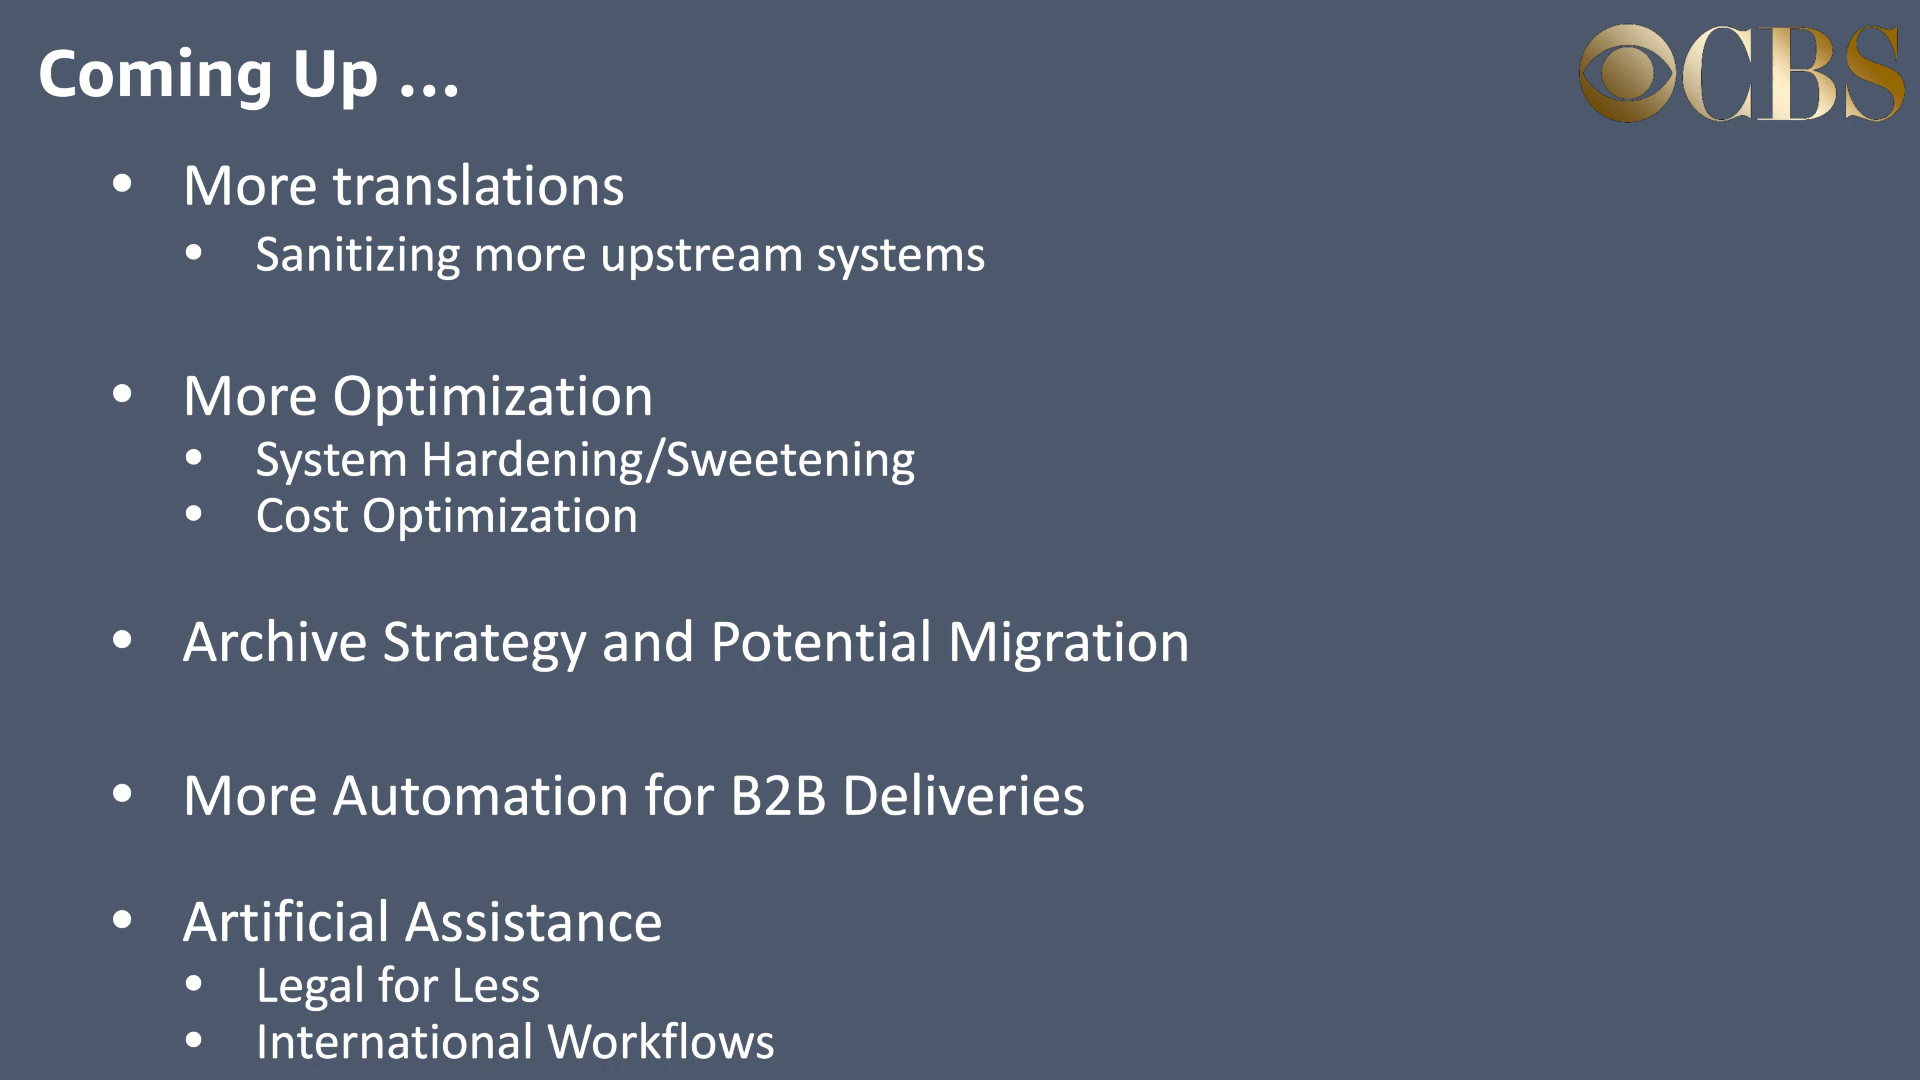 Coming Up ...
CBS
• More translations
• Sanitizing more upstream systems
• More Optimization
• System Hardening/Sweetening
• Cost Optimization
• Archive Strategy and Potential Migration
• More Automation for B2B Deliveries
• Artificial Assistance
• Legal for Less
• International Workflows